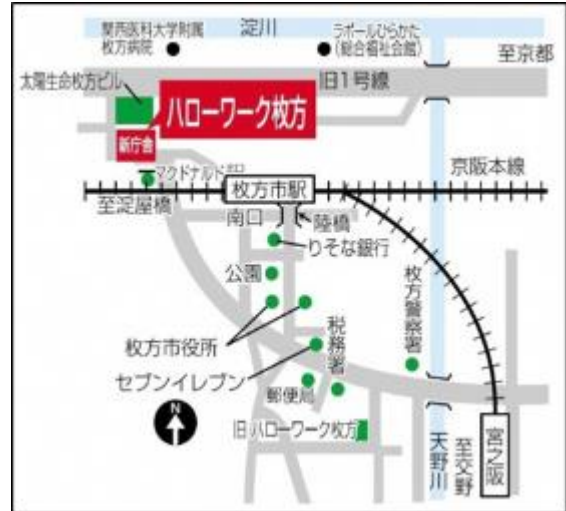 関西医科大学附属
枚方病院
淀川
ラポールひらかた
(総合福祉会館)
至京都
太陽生命枚方ビル
旧1号線
ハローワーク枚方
新庁舎
マクドナルド
京阪本線
枚方市駅
至淀屋橋
南口
陸橋
りそな銀行
公園
枚方市役所
税務署
枚方警察署
セブンイレブン
郵便局
N
旧ハローワーク枚方
天野川
至交野
宮之阪